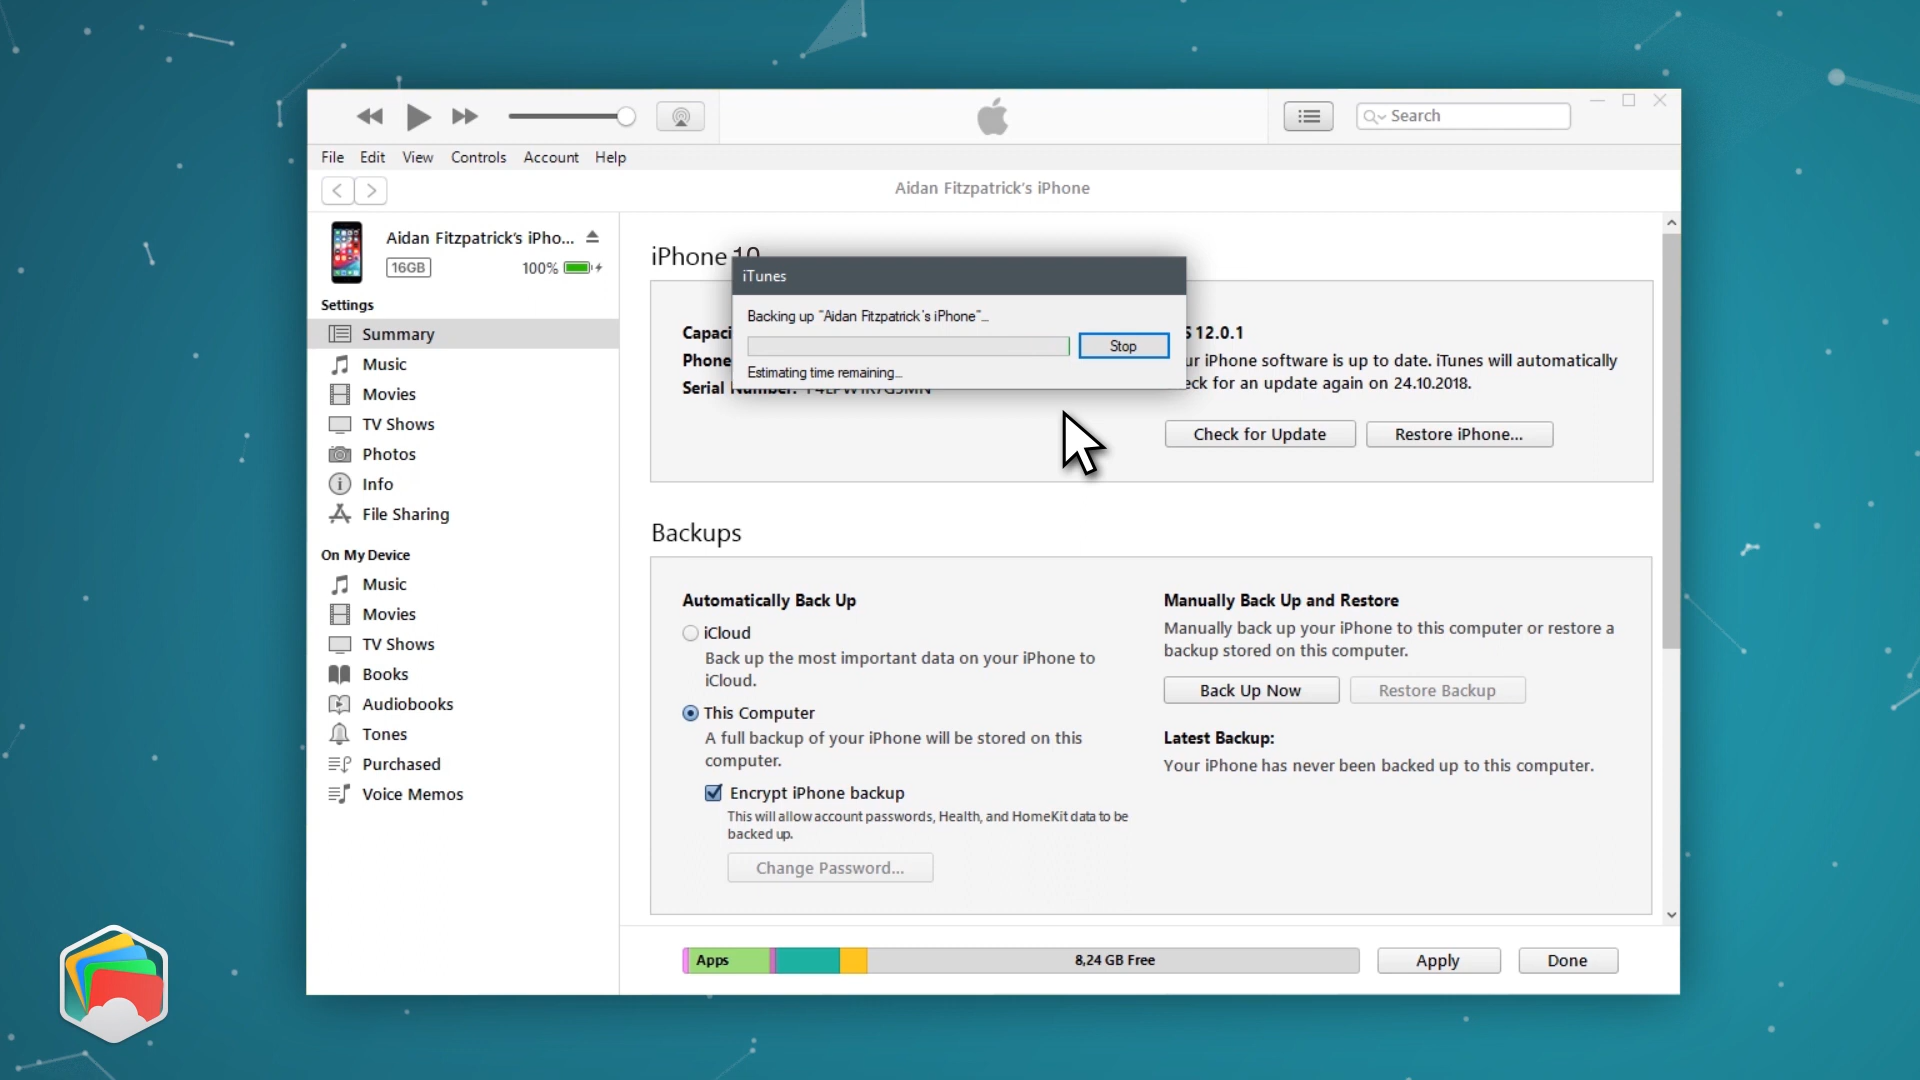 Search
File Edit View Controls Account Help
Aidan Fitzpatrick's iPhone
Aidan Fitzpatrick's iPho...
16GB 100%
Settings
Summary
Music
Movies
TV Shows
Photos
Info
File Sharing
On My Device
Music
Movies
TV Shows
Books
Audiobooks
Tones
Purchased
Voice Memos
iPhone 10
iTunes
Backing up "Aidan Fitzpatrick's iPhone"...
Stop
Estimating time remaining...
Capaci
Phone
Serial Number:
12.0.1
ur iPhone software is up to date. iTunes will automatically
eck for an update again on 24.10.2018.
Check for Update Restore iPhone...
Backups
Automatically Back Up
iCloud
Back up the most important data on your iPhone to
iCloud.
This Computer
A full backup of your iPhone will be stored on this
computer.
Encrypt iPhone backup
This will allow account passwords, Health, and HomeKit data to be
backed up.
Change Password...
Manually Back Up and Restore
Manually back up your iPhone to this computer or restore a
backup stored on this computer.
Back Up Now Restore Backup
Latest Backup:
Your iPhone has never been backed up to this computer.
Apps 8,24 GB Free Apply Done